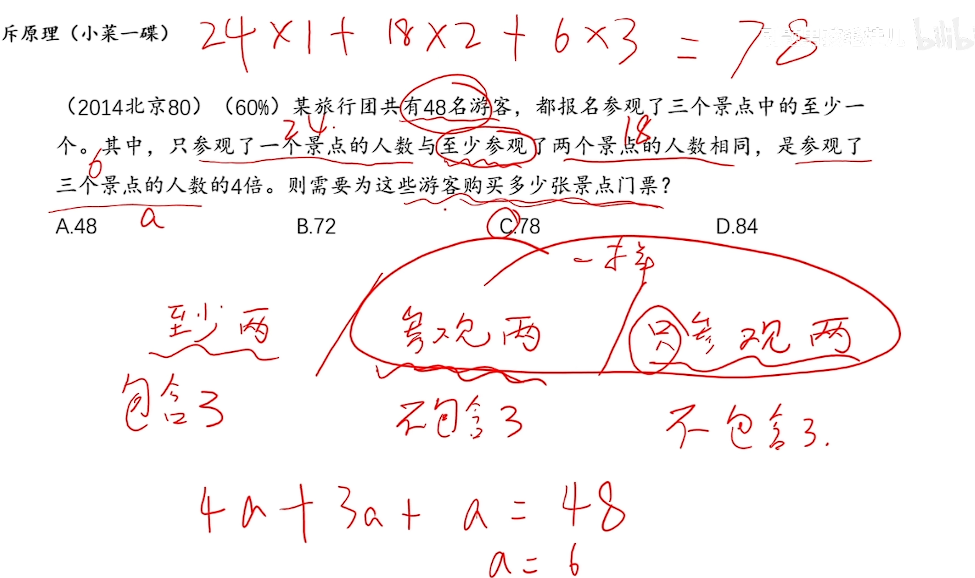 斥原理（小菜一碟）
24×1+18×2+6×3=78
bilibili
（2014北京80）（60%）某旅行团共有48名游客，都报名参观了三个景点中的至少一
24 18
个。其中，只参观了一个景点的人数与至少参观了两个景点的人数相同，是参观了
6
三个景点的人数的4倍。则需要为这些游客购买多少张景点门票？
a
A.48 B.72 C.78 D.84
一样
至少两 参观两 只参观两
包含3 不包含3 不包含3.
4a+3a+a=48
a=6